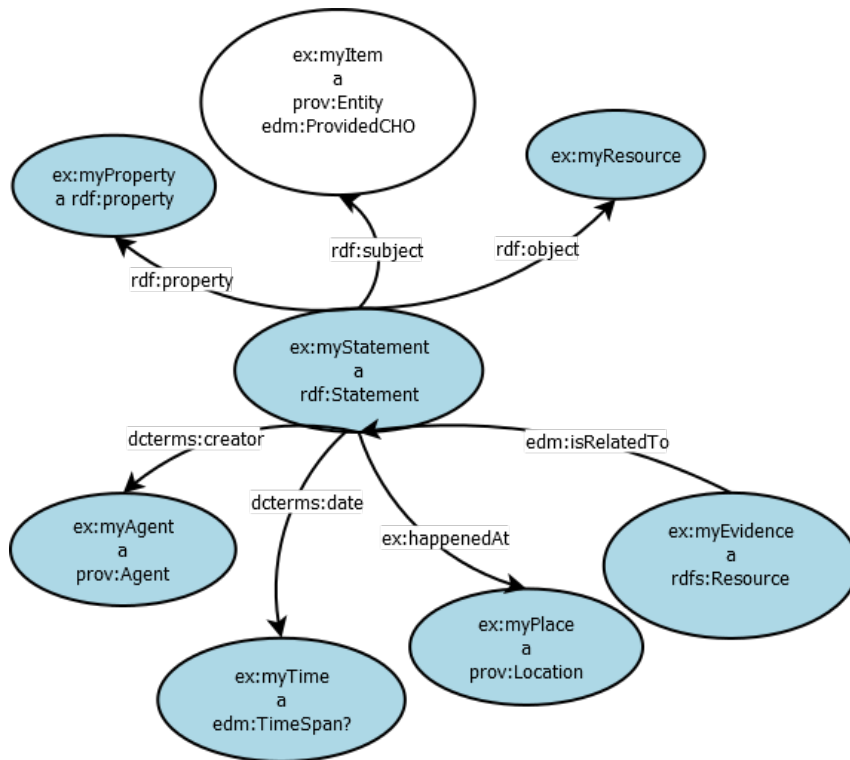 ex:myItem
a
prov:Entity
edm:ProvidedCHO
ex:myProperty
a rdf:property
ex:myResource
rdf:subject
rdf:object
rdf:property
ex:myStatement
a
rdf:Statement
dcterms:creator
edm:isRelatedTo
dcterms:date
ex:happenedAt
ex:myAgent
a
prov:Agent
ex:myEvidence
a
rdfs:Resource
ex:myPlace
a
prov:Location
ex:myTime
a
edm:TimeSpan?